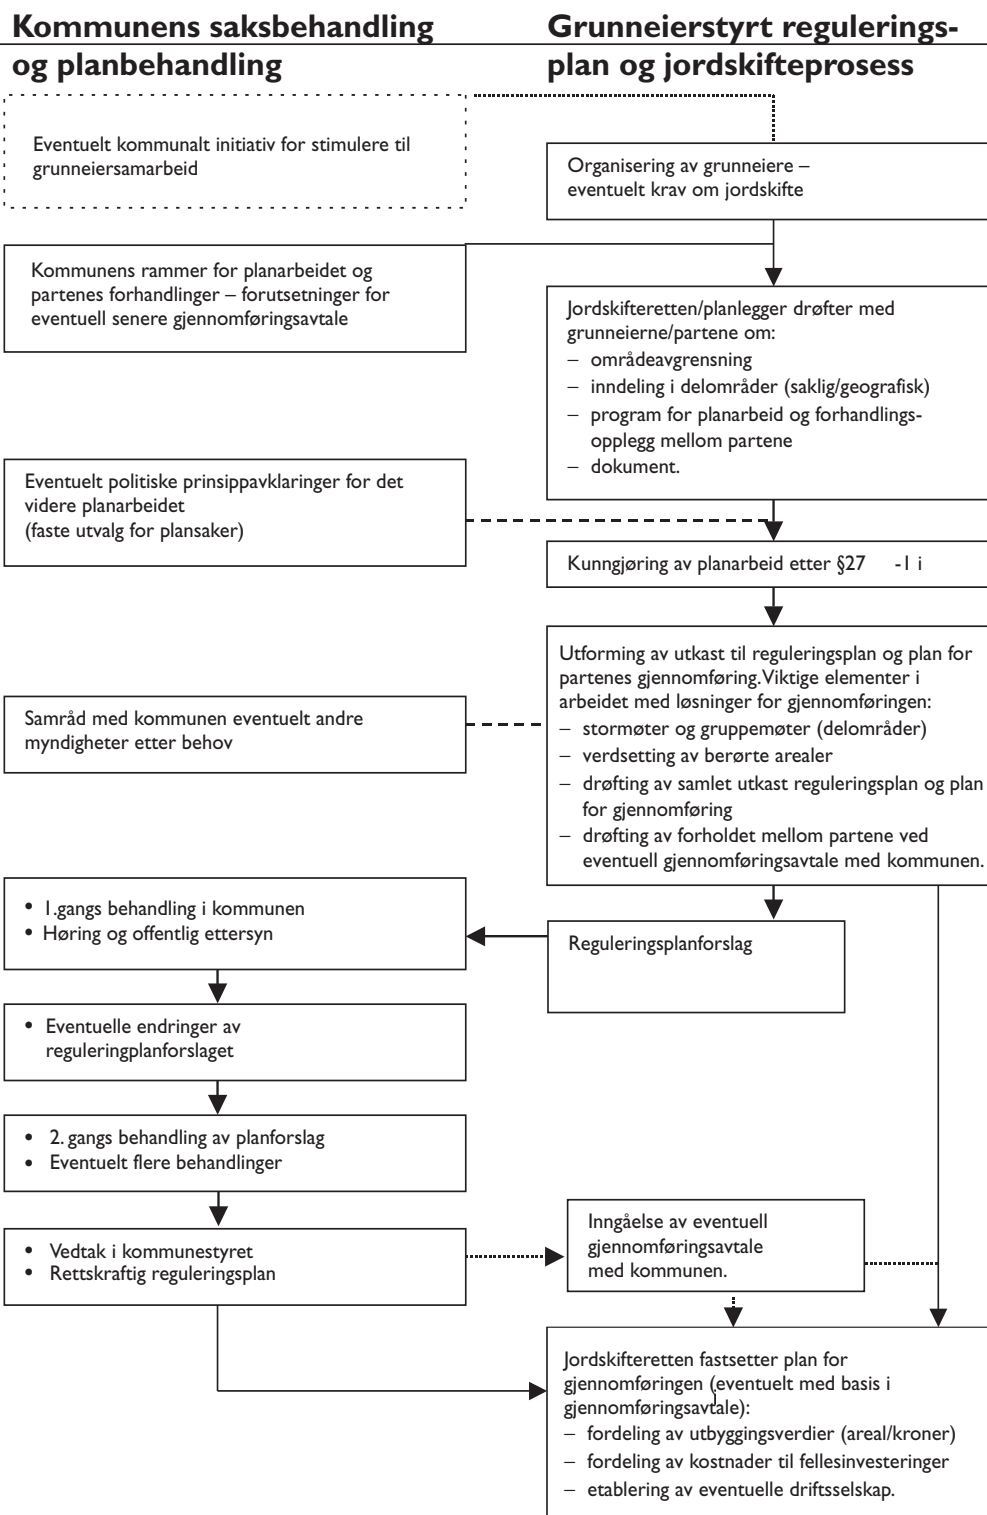 Kommunens saksbehandling
og planbehandling
Grunneierstyrt regulerings-
plan og jordskifteprosess
Eventuelt kommunalt initiativ for stimulere til
grunneiersamarbeid
Organisering av grunneiere –
eventuelt krav om jordskifte
Kommunens rammer for planarbeidet og
partenes forhandlinger – forutsetninger for
eventuell senere gjennomføringsavtale
Jordskifteretten/planlegger drøfter med
grunneierne/partene om:
– områdeavgrensning
– inndeling i delområder (saklig/geografisk)
– program for planarbeid og forhandlings-
opplegg mellom partene
– dokument.
Eventuelt politiske prinsippavklaringer for det
videre planarbeidet
(faste utvalg for plansaker)
Kunngjøring av planarbeid etter §27 -1 i
Utforming av utkast til reguleringsplan og plan for
partenes gjennomføring. Viktige elementer i
arbeidet med løsninger for gjennomføringen:
– stormøter og gruppemøter (delområder)
– verdsetting av berørte arealer
– drøfting av samlet utkast reguleringsplan og plan
for gjennomføring
– drøfting av forholdet mellom partene ved
eventuell gjennomføringsavtale med kommunen.
Samråd med kommunen eventuelt andre
myndigheter etter behov
• 1.gangs behandling i kommunen
• Høring og offentlig ettersyn
Reguleringsplanforslag
• Eventuelle endringer av
reguleringplanforslaget
• 2. gangs behandling av planforslag
• Eventuelt flere behandlinger
• Vedtak i kommunestyret
• Rettskraftig reguleringsplan
Inngåelse av eventuell
gjennomføringsavtale
med kommunen.
Jordskifteretten fastsetter plan for
gjennomføringen (eventuelt med basis i
gjennomføringsavtale):
– fordeling av utbyggingsverdier (areal/kroner)
– fordeling av kostnader til fellesinvesteringer
– etablering av eventuelle driftsselskap.